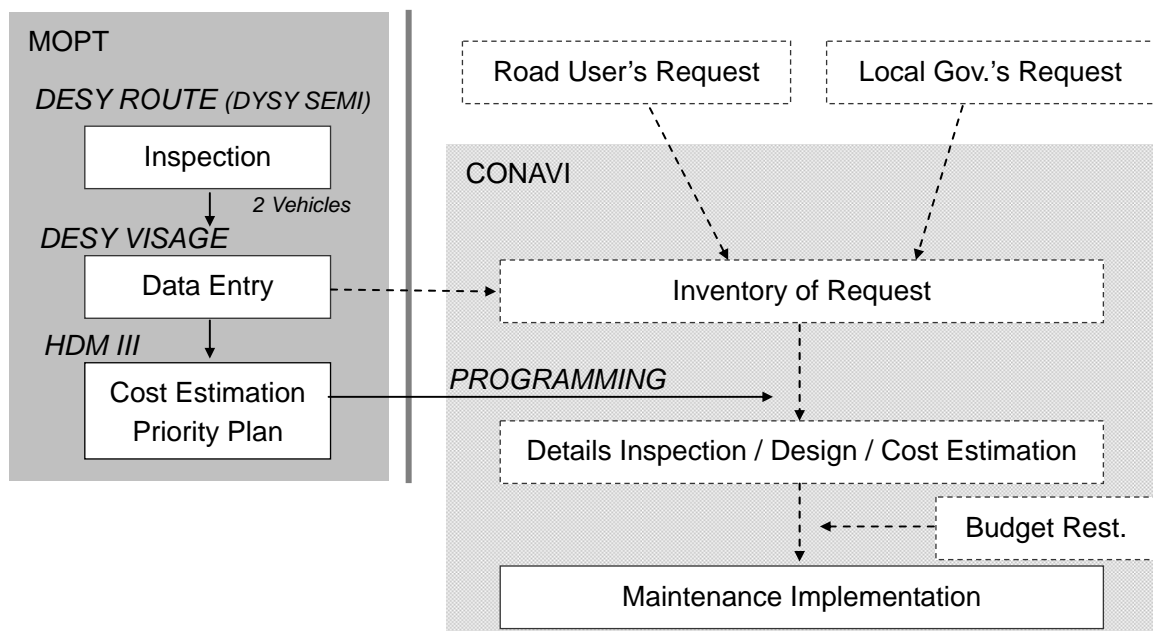 MOPT
DESY ROUTE (DYSY SEMI)
Inspection
2 Vehicles
DESY VISAGE
Data Entry
HDM III
Cost Estimation
Priority Plan
Road User's Request
Local Gov.'s Request
CONAVI
Inventory of Request
PROGRAMMING
Details Inspection / Design / Cost Estimation
Budget Rest.
Maintenance Implementation